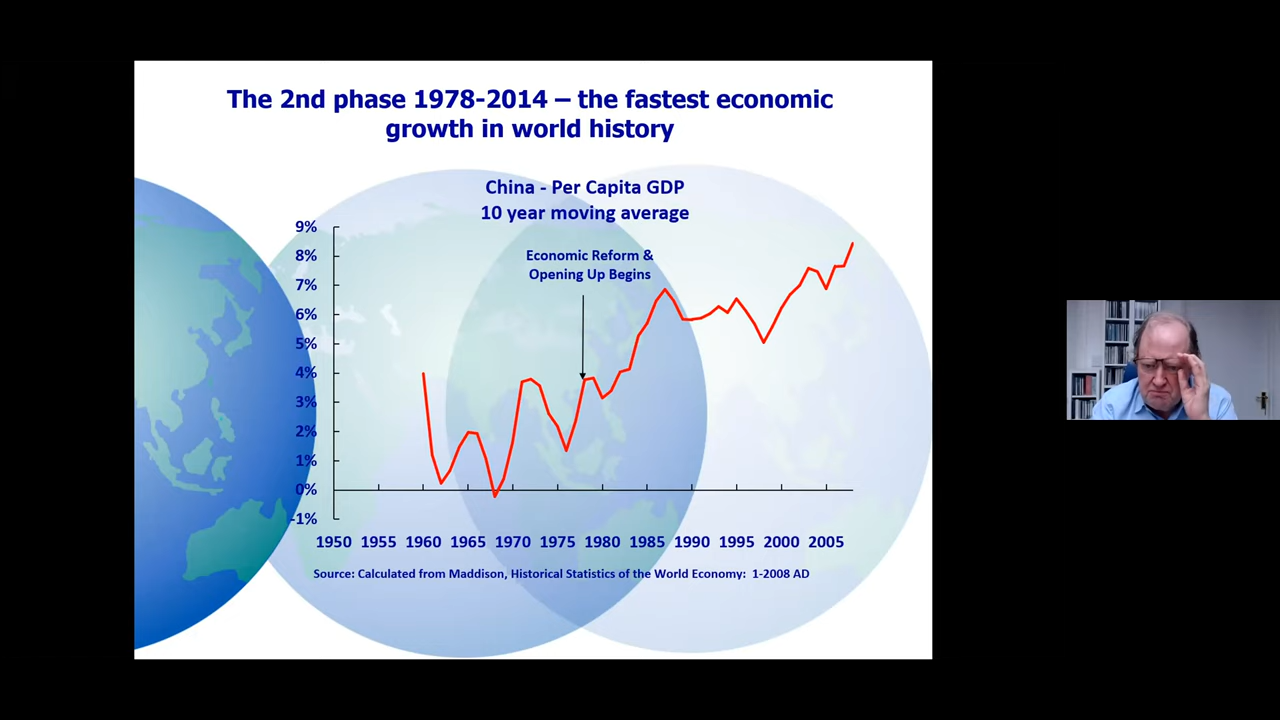 The 2nd phase 1978-2014 – the fastest economic
growth in world history
China - Per Capita GDP
10 year moving average
Economic Reform &
Opening Up Begins
9%
8%
7%
6%
5%
4%
3%
2%
1%
0%
-1%
1950 1955 1960 1965 1970 1975 1980 1985 1990 1995 2000 2005
Source: Calculated from Maddison, Historical Statistics of the World Economy: 1-2008 AD